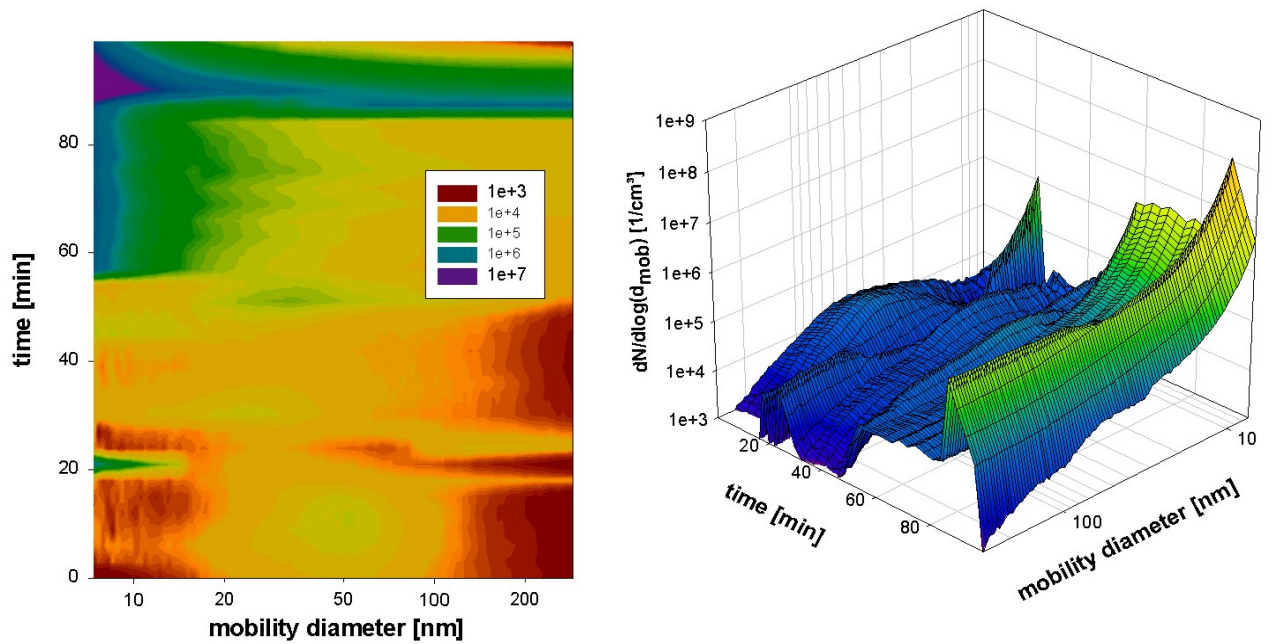 80
60
40
20
0
time [min]
10
20
50
100
200
mobility diameter [nm]
1e+3
1e+4
1e+5
1e+6
1e+7
1e+9
1e+8
1e+7
1e+6
1e+5
1e+4
1e+3
dN/dlog(dmob) [1/cm³]
20
40
60
80
time [min]
10
100
mobility diameter [nm]